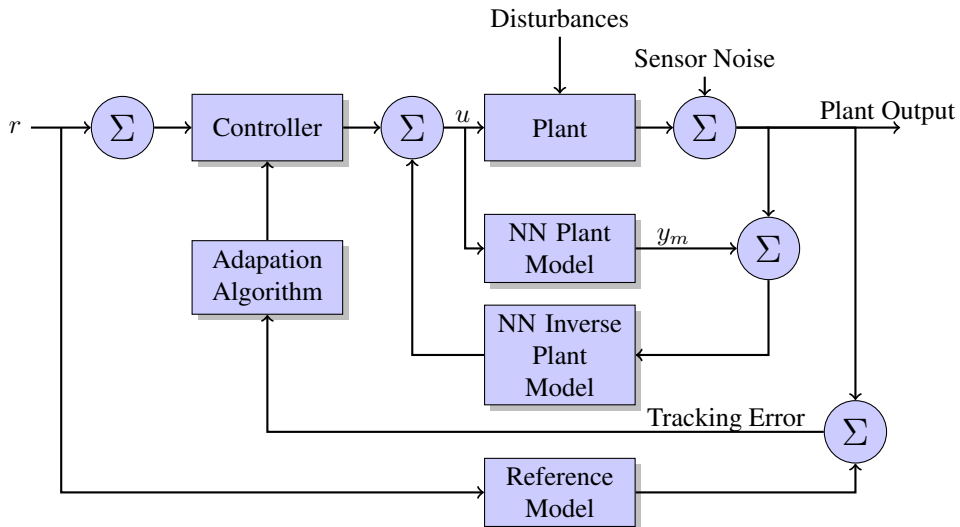 Disturbances
Sensor Noise
Plant Output
r
Σ
Controller
Σ
u
Plant
Σ
NN Plant
Model
y_m
Σ
Adapation
Algorithm
NN Inverse
Plant
Model
Tracking Error
Σ
Reference
Model